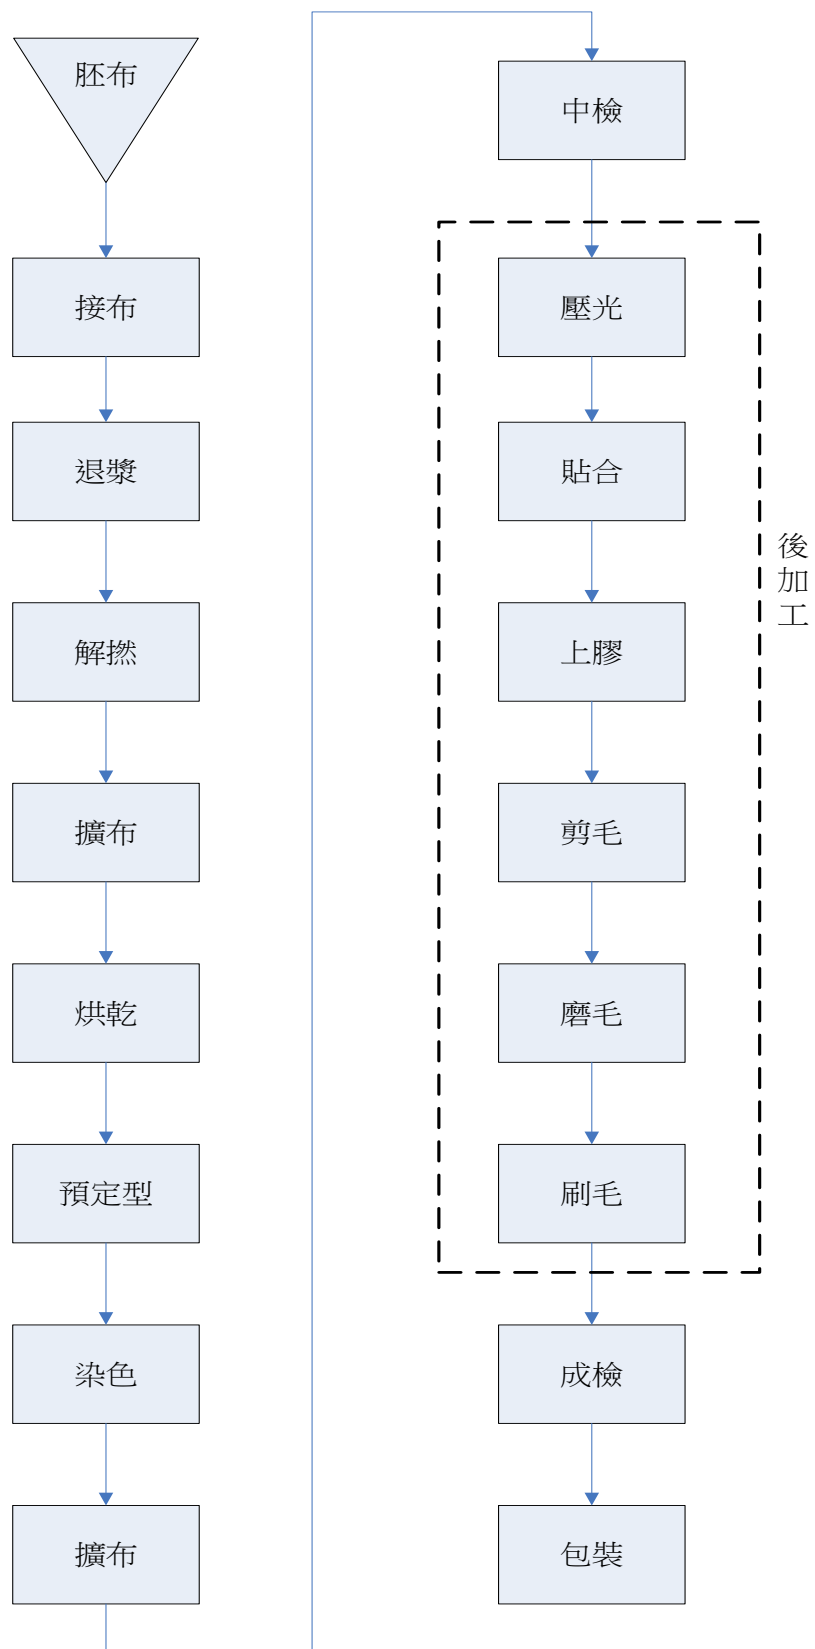 胚布
接布
退漿
解撚
擴布
烘乾
預定型
染色
擴布
中檢
壓光
貼合
上膠
剪毛
磨毛
刷毛
後加工
成檢
包裝